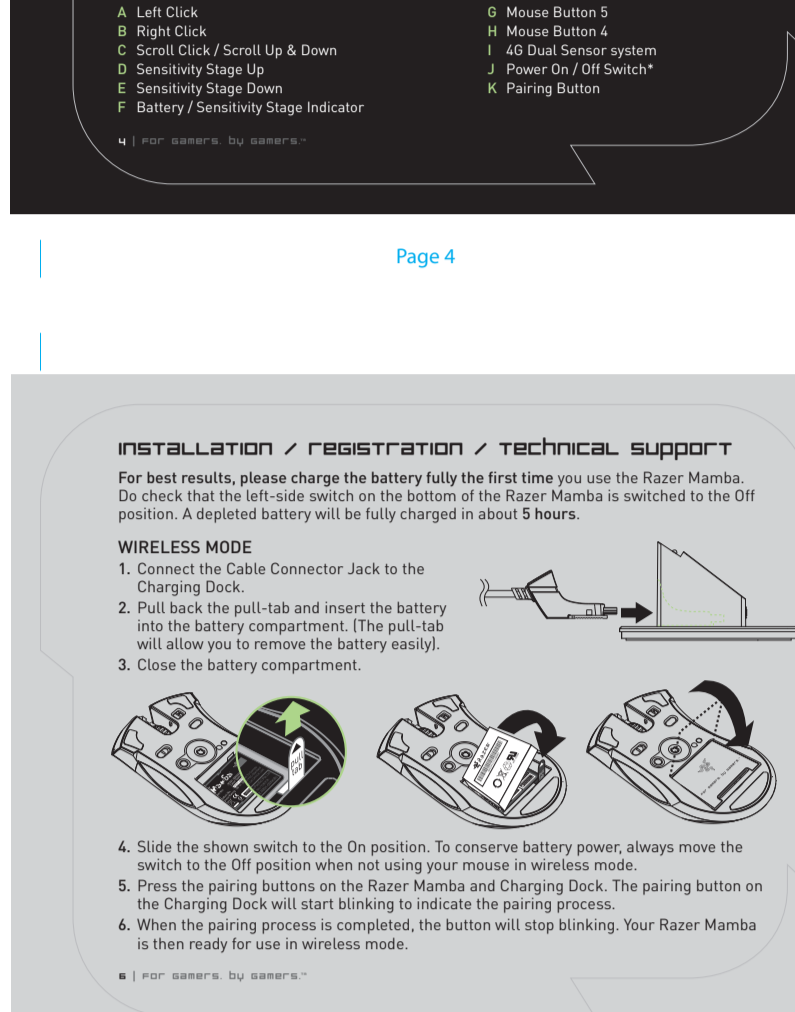 A Left Click
B Right Click
C Scroll Click / Scroll Up & Down
D Sensitivity Stage Up
E Sensitivity Stage Down
F Battery / Sensitivity Stage Indicator
G Mouse Button 5
H Mouse Button 4
I 4G Dual Sensor system
J Power On / Off Switch*
K Pairing Button
4 | For Gamers. by Gamers.™
Page 4
Installation / Registration / Technical Support
For best results, please charge the battery fully the first time you use the Razer Mamba.
Do check that the left-side switch on the bottom of the Razer Mamba is switched to the Off
position. A depleted battery will be fully charged in about 5 hours.
WIRELESS MODE
1. Connect the Cable Connector Jack to the
Charging Dock.
2. Pull back the pull-tab and insert the battery
into the battery compartment. (The pull-tab
will allow you to remove the battery easily).
3. Close the battery compartment.
pull
tab
Mamba
RAZER
For Gamers by Gamers
4. Slide the shown switch to the On position. To conserve battery power, always move the
switch to the Off position when not using your mouse in wireless mode.
5. Press the pairing buttons on the Razer Mamba and Charging Dock. The pairing button on
the Charging Dock will start blinking to indicate the pairing process.
6. When the pairing process is completed, the button will stop blinking. Your Razer Mamba
is then ready for use in wireless mode.
6 | For Gamers. by Gamers.™